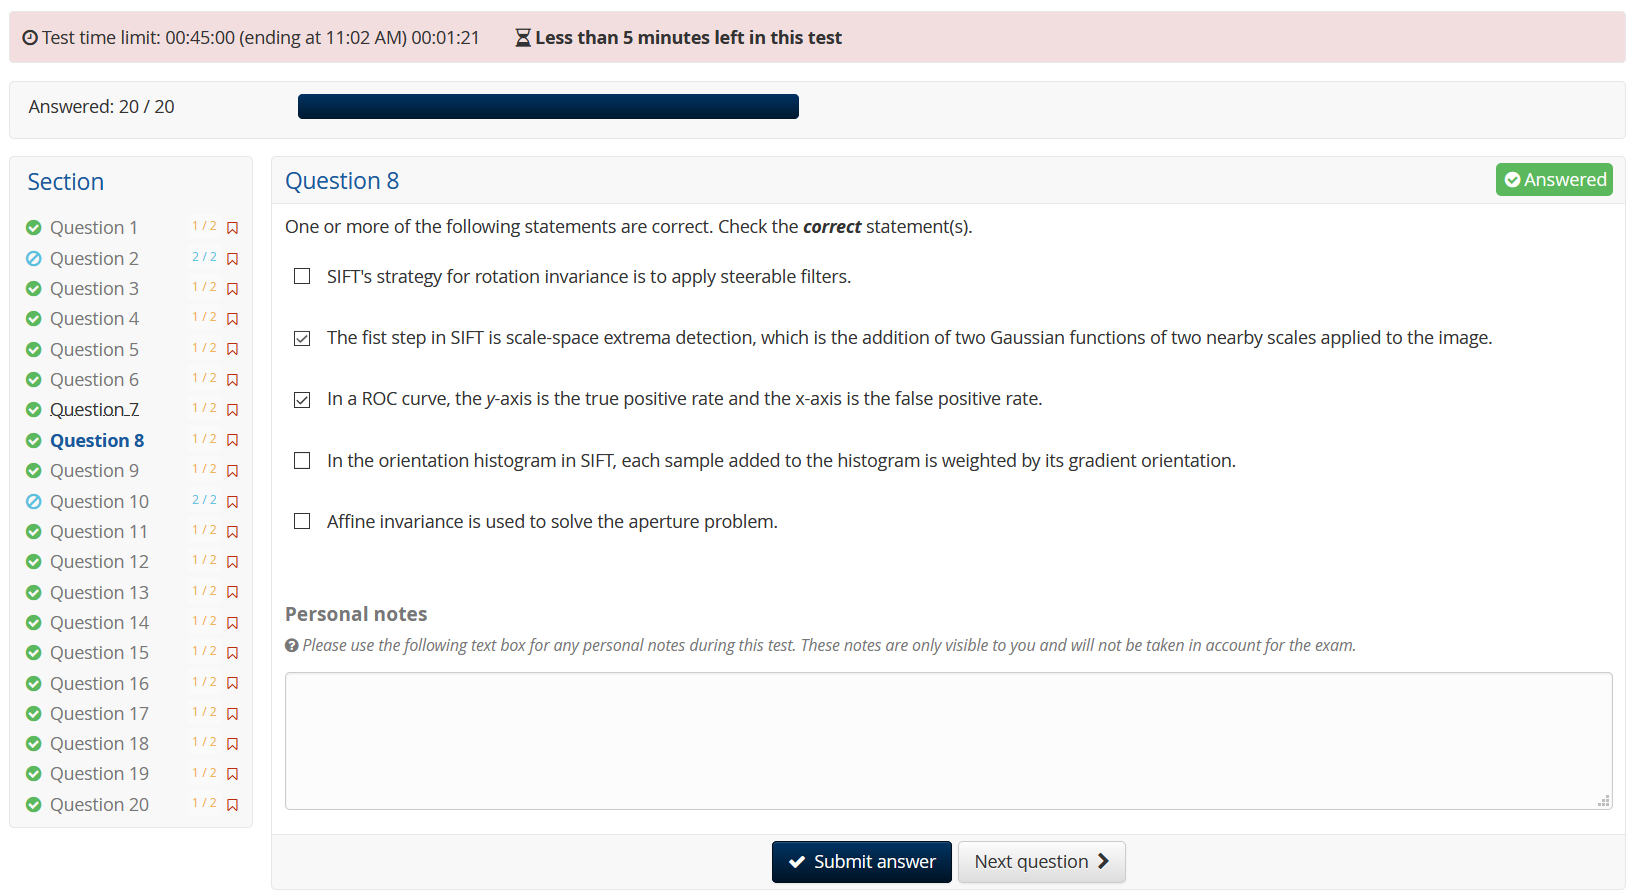 Test time limit: 00:45:00 (ending at 11:02 AM) 00:01:21 Less than 5 minutes left in this test
Answered: 20 / 20
Section
Question 1 1 / 2
Question 2 2 / 2
Question 3 1 / 2
Question 4 1 / 2
Question 5 1 / 2
Question 6 1 / 2
Question 7 1 / 2
Question 8 1 / 2
Question 9 1 / 2
Question 10 2 / 2
Question 11 1 / 2
Question 12 1 / 2
Question 13 1 / 2
Question 14 1 / 2
Question 15 1 / 2
Question 16 1 / 2
Question 17 1 / 2
Question 18 1 / 2
Question 19 1 / 2
Question 20 1 / 2
Question 8
Answered
One or more of the following statements are correct. Check the correct statement(s).
SIFT's strategy for rotation invariance is to apply steerable filters.
The fist step in SIFT is scale-space extrema detection, which is the addition of two Gaussian functions of two nearby scales applied to the image.
In a ROC curve, the y-axis is the true positive rate and the x-axis is the false positive rate.
In the orientation histogram in SIFT, each sample added to the histogram is weighted by its gradient orientation.
Affine invariance is used to solve the aperture problem.
Personal notes
Please use the following text box for any personal notes during this test. These notes are only visible to you and will not be taken in account for the exam.
Submit answer
Next question